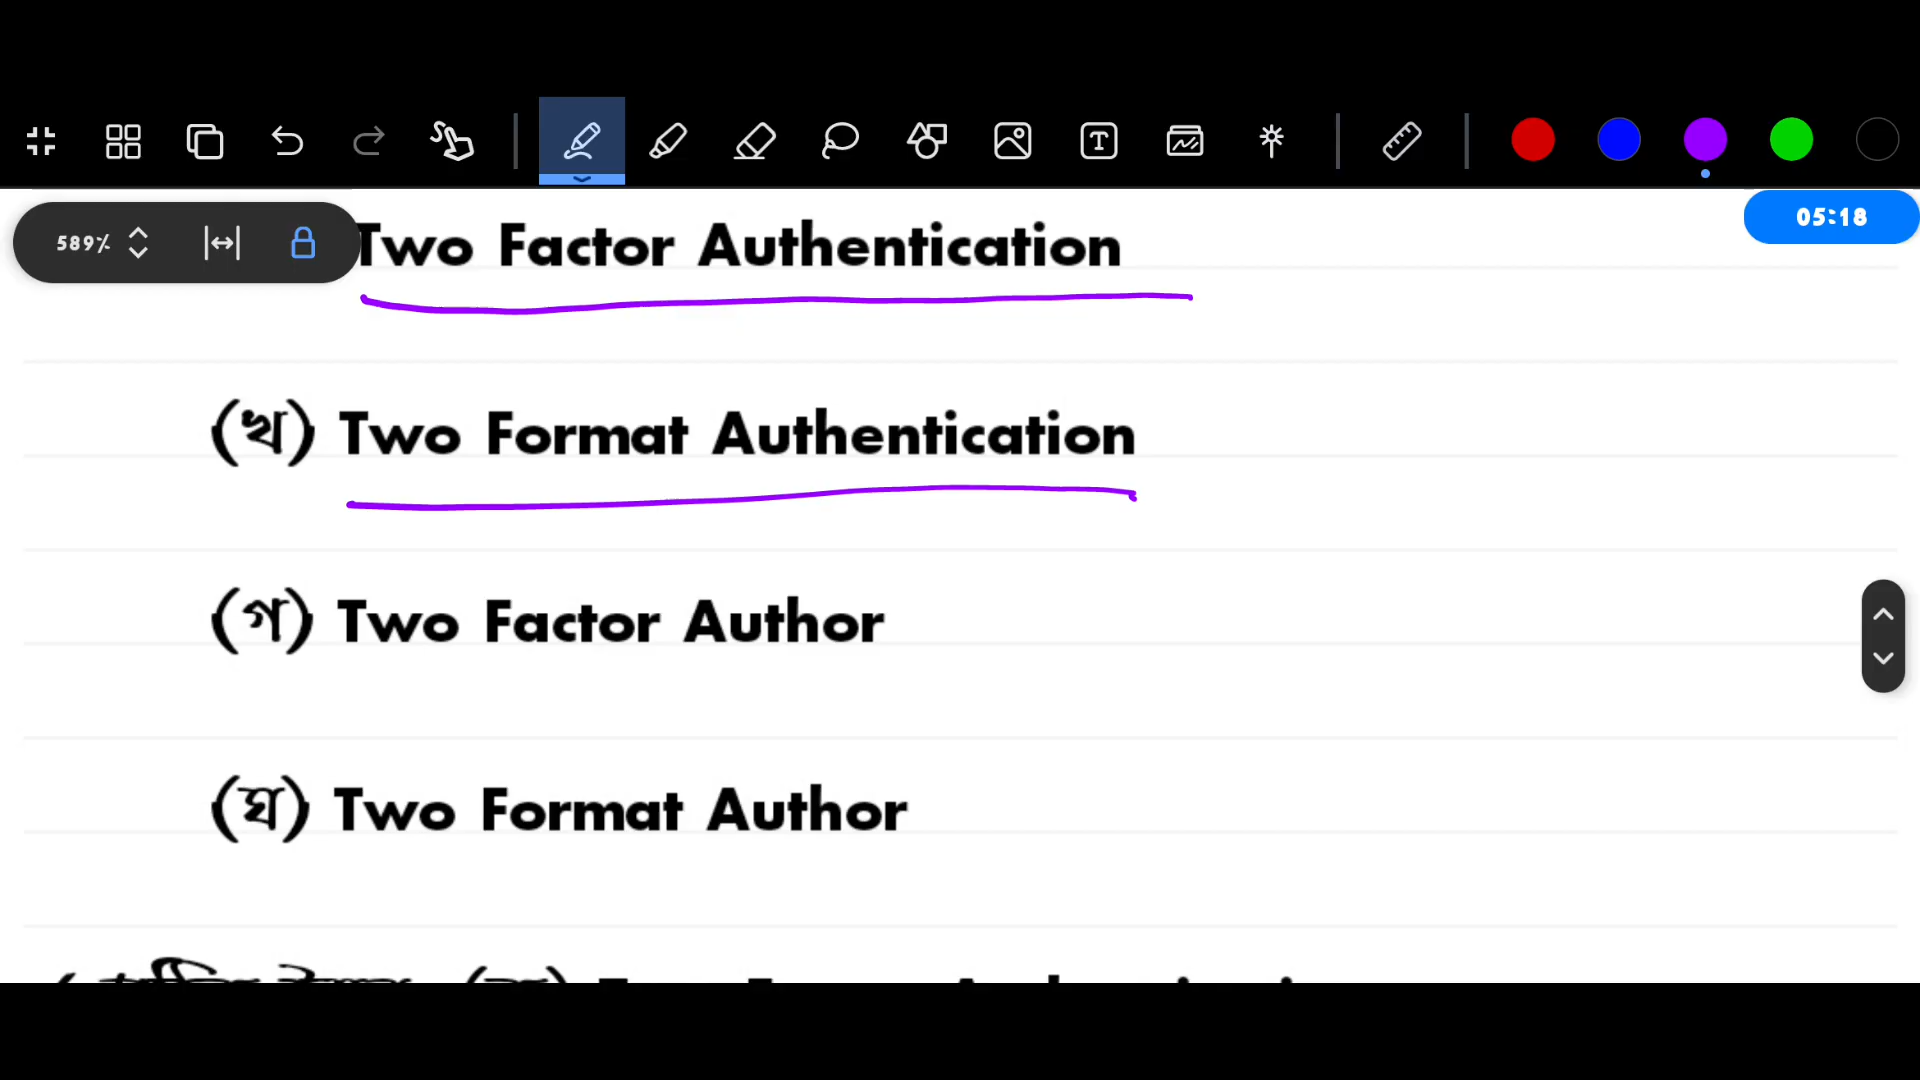 589%
05:18
Two Factor Authentication
(খ) Two Format Authentication
(গ) Two Factor Author
(ঘ) Two Format Author